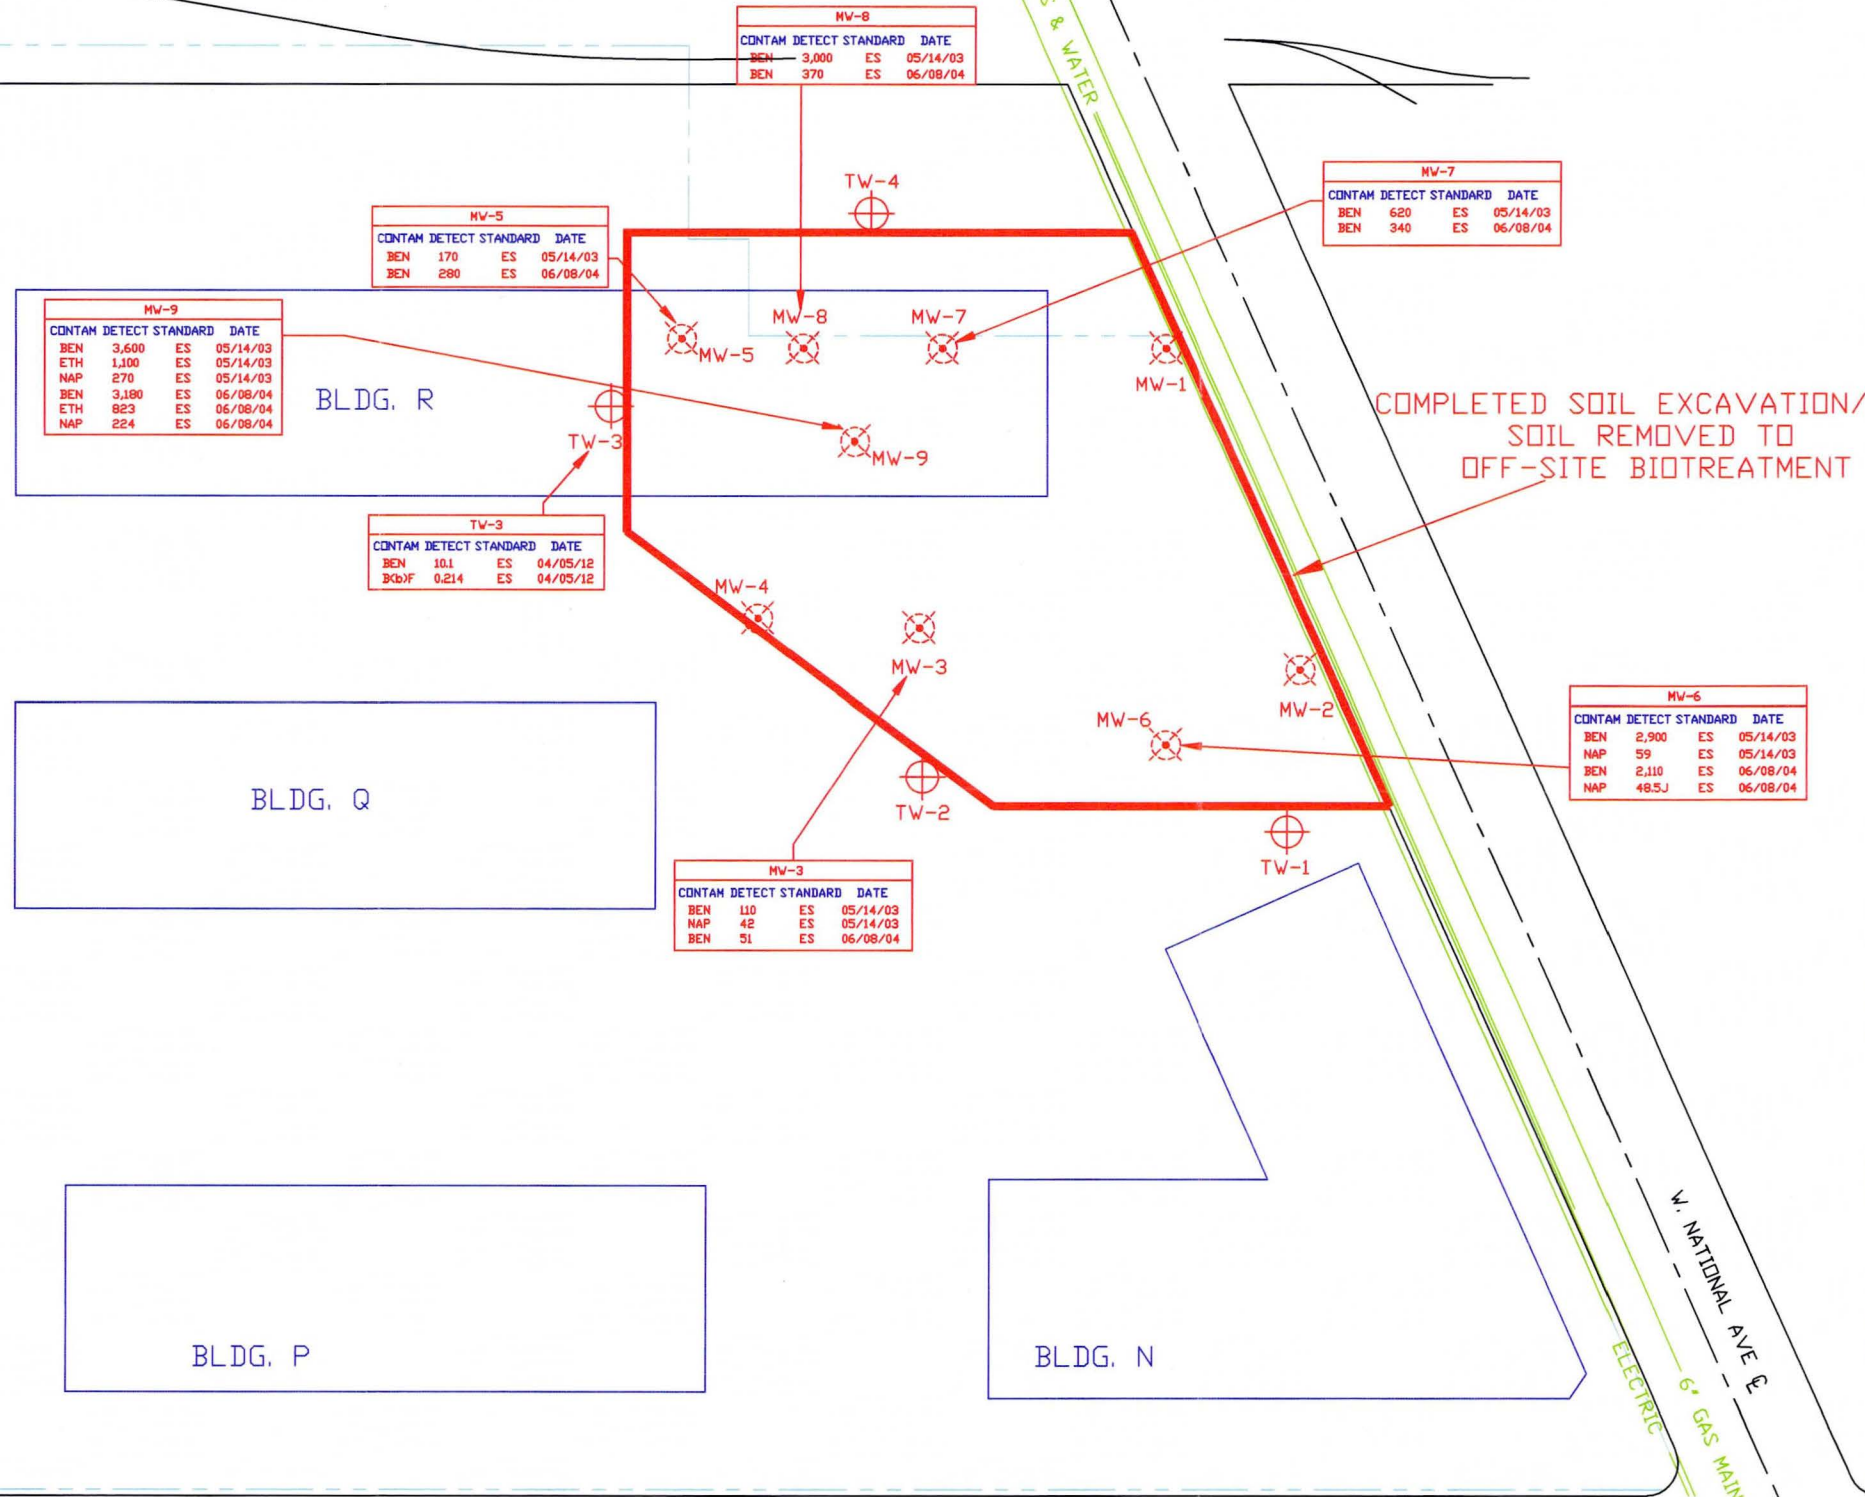 MW-8
CONTAM DETECT STANDARD DATE
BEN 3,000 ES 05/14/03
BEN 370 ES 06/08/04
& WATER
MW-7
CONTAM DETECT STANDARD DATE
BEN 620 ES 05/14/03
BEN 340 ES 06/08/04
TW-4
MW-5
CONTAM DETECT STANDARD DATE
BEN 170 ES 05/14/03
BEN 280 ES 06/08/04
MW-9
CONTAM DETECT STANDARD DATE
BEN 3,600 ES 05/14/03
ETH 1,100 ES 05/14/03
NAP 270 ES 05/14/03
BEN 3,180 ES 06/08/04
ETH 823 ES 06/08/04
NAP 224 ES 06/08/04
BLDG. R
MW-8
MW-7
MW-5
MW-1
COMPLETED SOIL EXCAVATION/
SOIL REMOVED TO
OFF-SITE BIOTREATMENT
TW-3
MW-9
TW-3
CONTAM DETECT STANDARD DATE
BEN 10.1 ES 04/05/12
B(b)F 0.214 ES 04/05/12
MW-4
MW-3
MW-6
MW-2
MW-6
CONTAM DETECT STANDARD DATE
BEN 2,900 ES 05/14/03
NAP 59 ES 05/14/03
BEN 2,110 ES 06/08/04
NAP 48.5J ES 06/08/04
BLDG. Q
TW-2
TW-1
MW-3
CONTAM DETECT STANDARD DATE
BEN 110 ES 05/14/03
NAP 42 ES 05/14/03
BEN 51 ES 06/08/04
BLDG. P
BLDG. N
W. NATIONAL AVE ℄
ELECTRIC
6" GAS MAIN